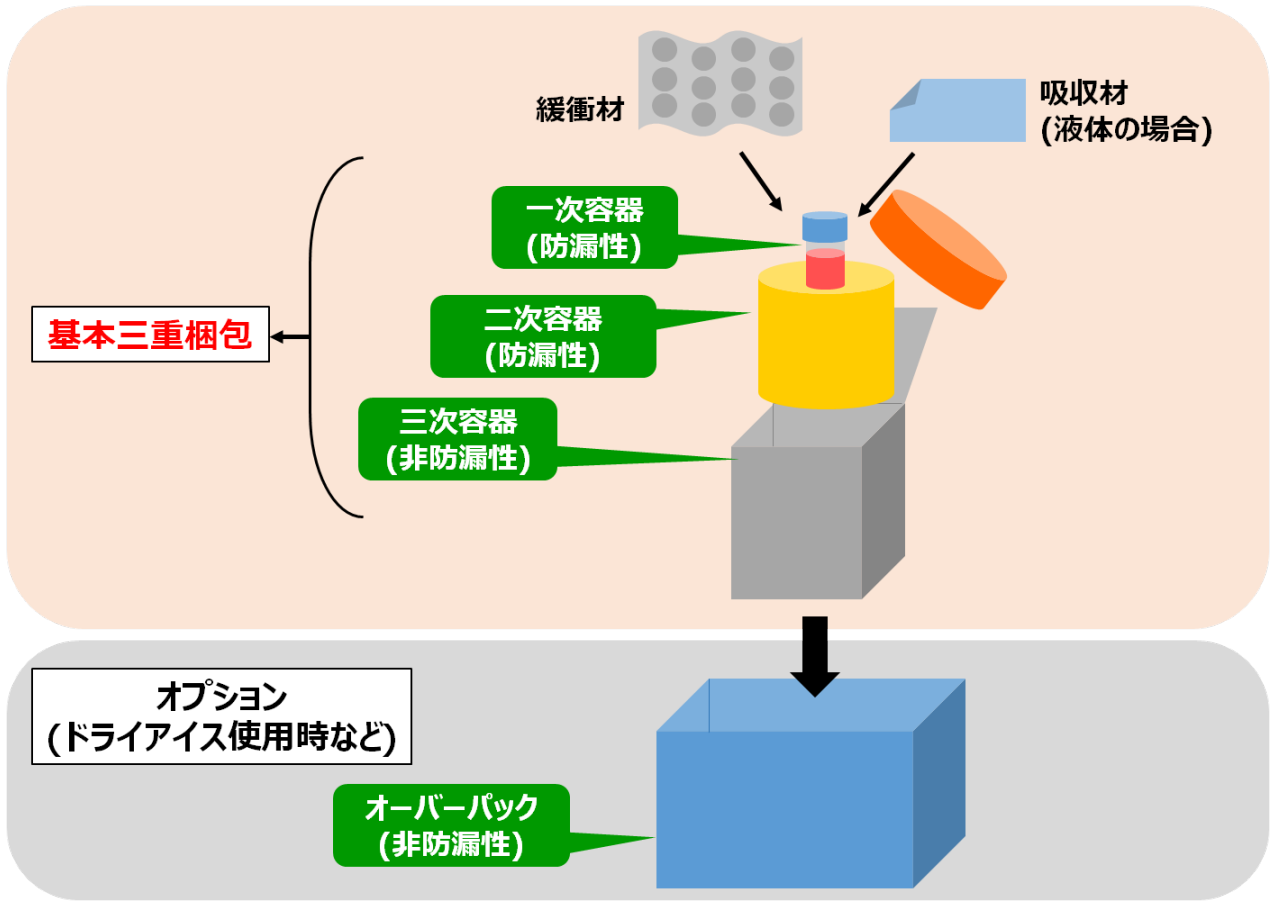 緩衝材
吸収材
(液体の場合)
一次容器
(防漏性)
二次容器
(防漏性)
基本三重梱包
三次容器
(非防漏性)
オプション
(ドライアイス使用時など)
オーバーパック
(非防漏性)